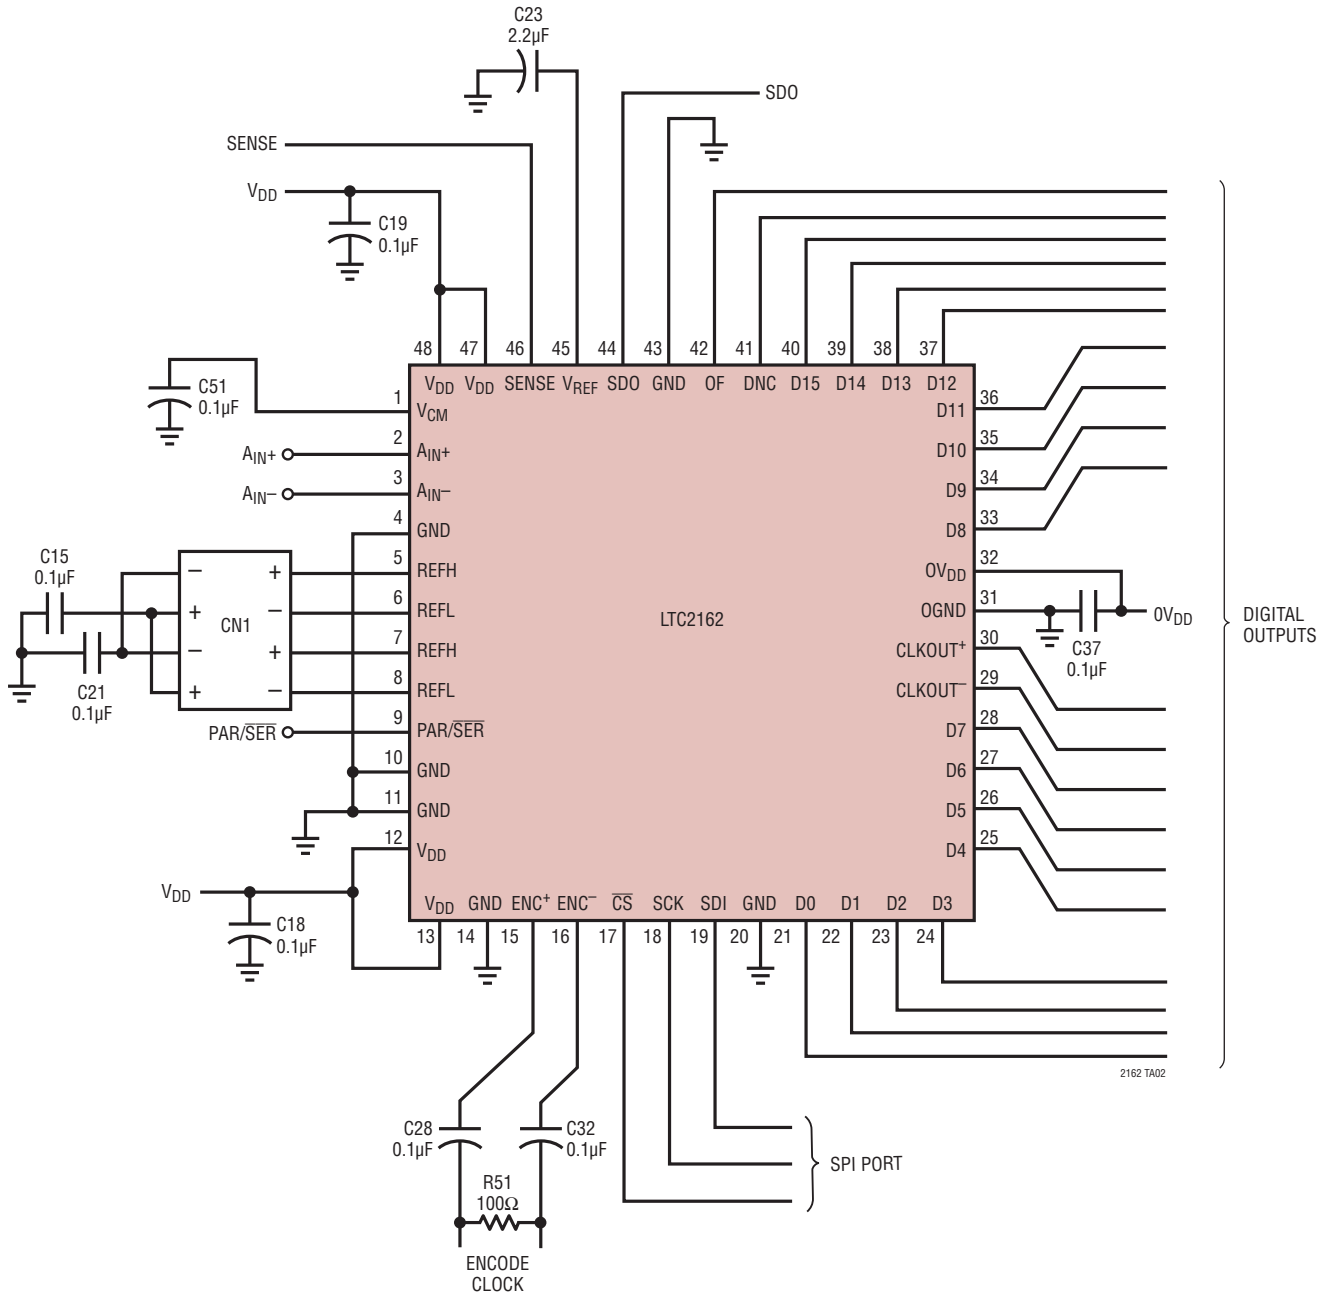 C23
2.2µF
SDO
SENSE
VDD
C19
0.1µF
48 47 46 45 44 43 42 41 40 39 38 37
VDD VDD SENSE VREF SDO GND OF DNC D15 D14 D13 D12
C51
0.1µF
1
VCM
2
AIN+
AIN+
3
AIN–
AIN–
4
GND
5
REFH
6
REFL
7
REFH
8
REFL
9
PAR/SER
PAR/SER
10
GND
11
GND
12
VDD
C15
0.1µF
– +
+ –
CN1
– +
+ –
C21
0.1µF
LTC2162
36
D11
35
D10
34
D9
33
D8
32
OVDD
31
OGND
30
CLKOUT+
29
CLKOUT–
28
D7
27
D6
26
D5
25
D4
0VDD
C37
0.1µF
DIGITAL
OUTPUTS
VDD
C18
0.1µF
VDD GND ENC+ ENC– CS SCK SDI GND D0 D1 D2 D3
13 14 15 16 17 18 19 20 21 22 23 24
2162 TA02
C28
0.1µF
C32
0.1µF
R51
100Ω
SPI PORT
ENCODE
CLOCK